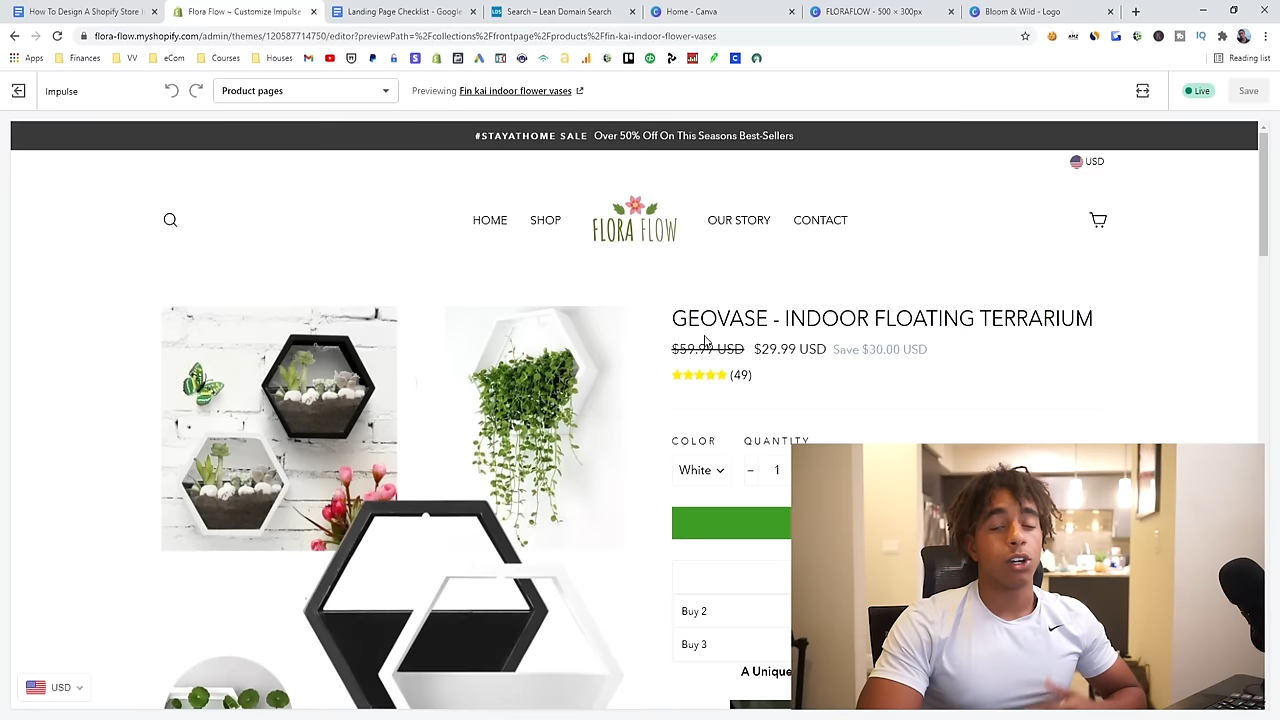 How To Design A Shopify Store I
Flora Flow ~ Customize Impulse
Landing Page Checklist - Google
Search – Lean Domain Search
Home - Canva
FLORAFLOW - 500 × 300px
Bloom & Wild - Logo
flora-flow.myshopify.com/admin/themes/120587714750/editor?previewPath=%2Fcollections%2Ffrontpage%2Fproducts%2Ffin-kai-indoor-flower-vases
Apps
Finances
VV
eCom
Courses
Houses
Reading list
Impulse
Product pages
Previewing Fin kai indoor flower vases
Live
Save
#STAYATHOME SALE Over 50% Off On This Seasons Best-Sellers
USD
HOME
SHOP
FLORA FLOW
OUR STORY
CONTACT
GEOVASE - INDOOR FLOATING TERRARIUM
$59.99 USD $29.99 USD Save $30.00 USD
(49)
COLOR
QUANTITY
White
1
Buy 2
Buy 3
A Unique
USD